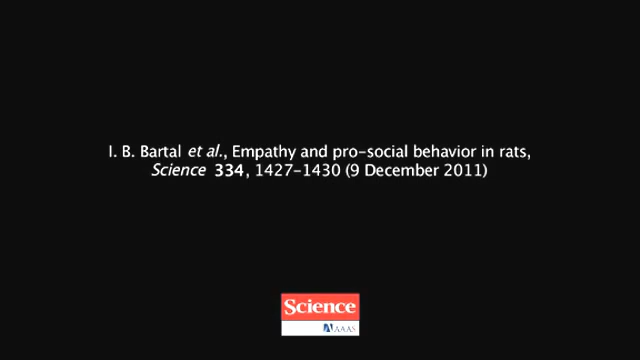 I. B. Bartal et al., Empathy and pro-social behavior in rats,
Science 334, 1427-1430 (9 December 2011)
Science
AAAS